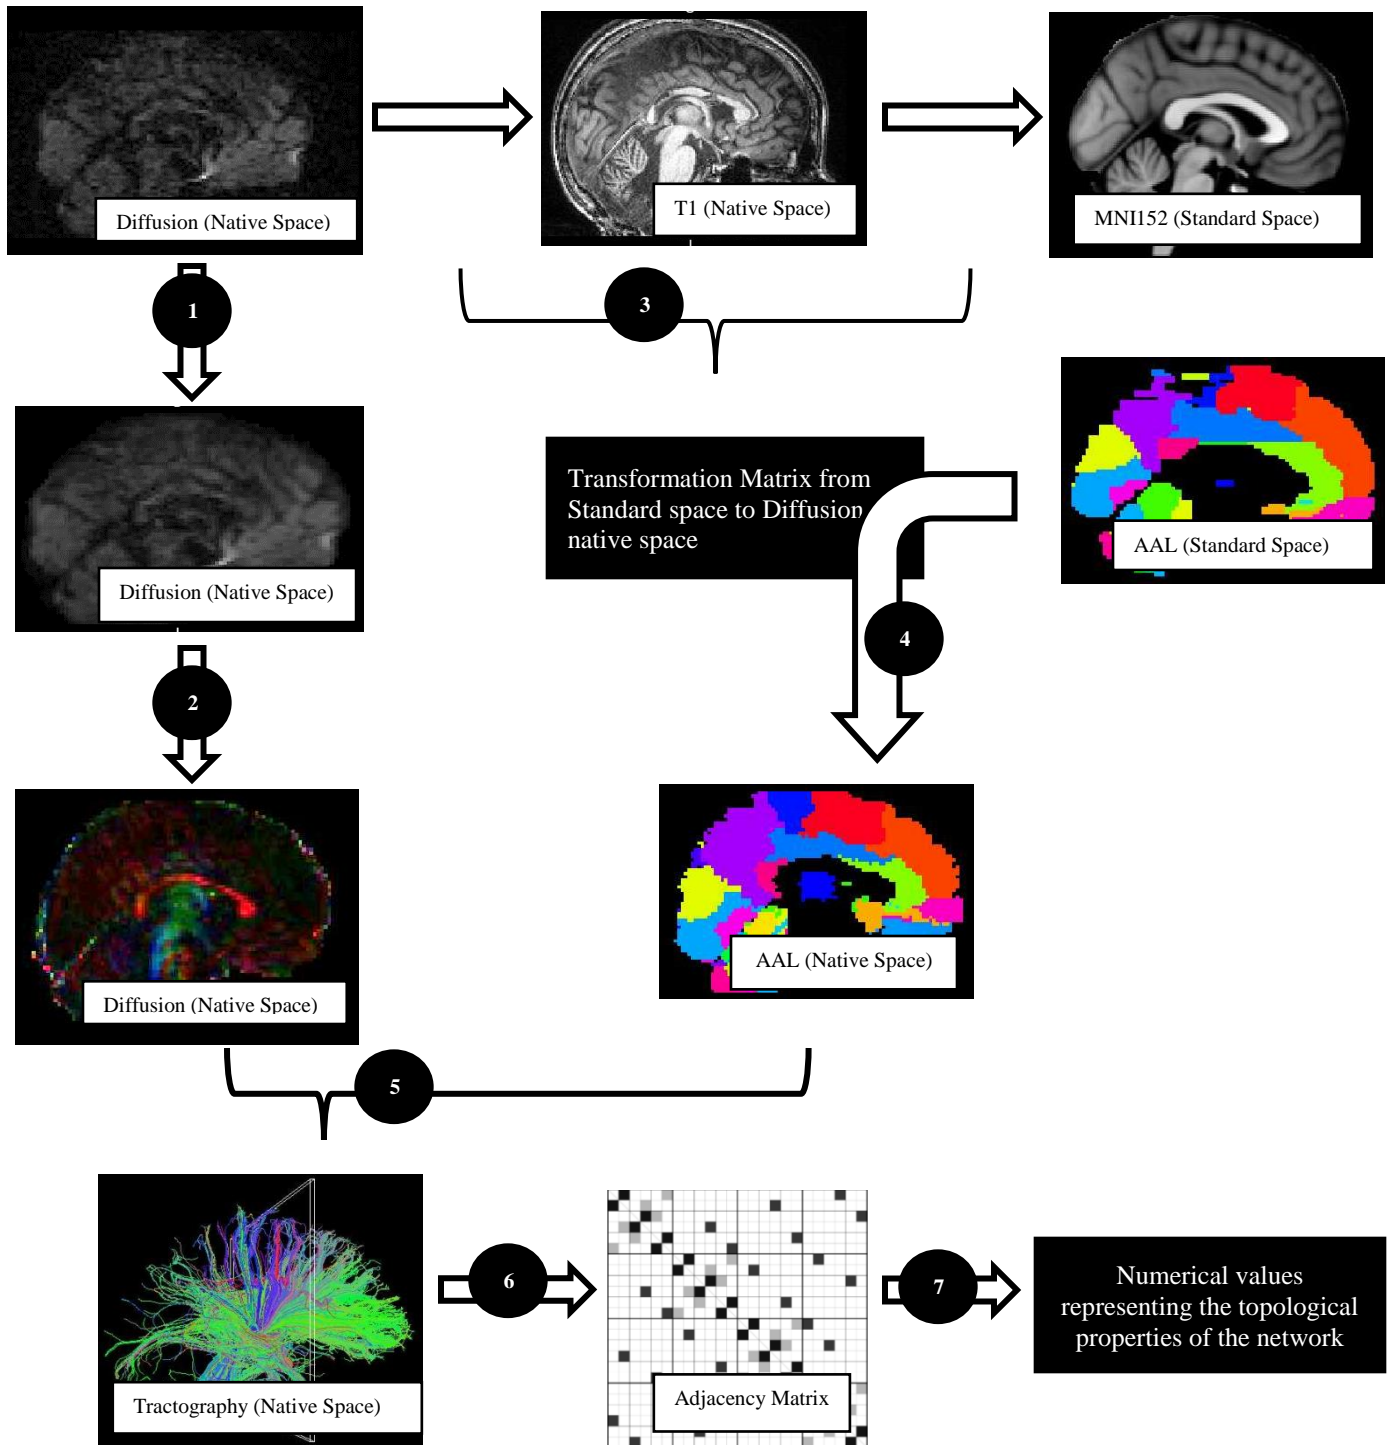 Diffusion (Native Space)
T1 (Native Space)
MNI152 (Standard Space)
1
3
Transformation Matrix from
Standard space to Diffusion
native space
AAL (Standard Space)
Diffusion (Native Space)
4
2
AAL (Native Space)
Diffusion (Native Space)
5
6
7
Numerical values
representing the topological
properties of the network
Tractography (Native Space)
Adjacency Matrix